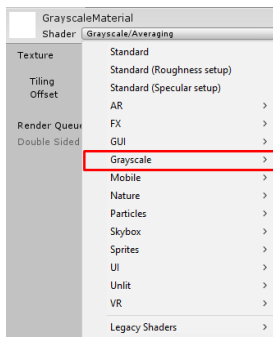 GrayscaleMaterial
Shader Grayscale/Averaging
Texture
Tiling
Offset
Render Queue
Double Sided
Standard
Standard (Roughness setup)
Standard (Specular setup)
AR
FX
GUI
Grayscale
Mobile
Nature
Particles
Skybox
Sprites
UI
Unlit
VR
Legacy Shaders